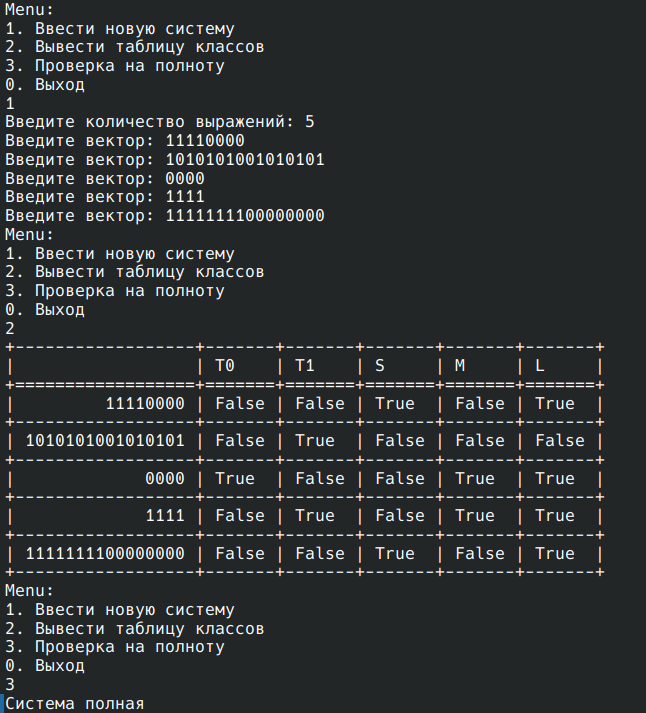 Menu:
1. Ввести новую систему
2. Вывести таблицу классов
3. Проверка на полноту
0. Выход
1
Введите количество выражений: 5
Введите вектор: 11110000
Введите вектор: 1010101001010101
Введите вектор: 0000
Введите вектор: 1111
Введите вектор: 1111111100000000
Menu:
1. Ввести новую систему
2. Вывести таблицу классов
3. Проверка на полноту
0. Выход
2
+------------------+-------+-------+-------+-------+-------+
|                  | T0    | T1    | S     | M     | L     |
+==================+=======+=======+=======+=======+=======+
|         11110000 | False | False | True  | False | True  |
+------------------+-------+-------+-------+-------+-------+
| 1010101001010101 | False | True  | False | False | False |
+------------------+-------+-------+-------+-------+-------+
|             0000 | True  | False | False | True  | True  |
+------------------+-------+-------+-------+-------+-------+
|             1111 | False | True  | False | True  | True  |
+------------------+-------+-------+-------+-------+-------+
| 1111111100000000 | False | False | True  | False | True  |
+------------------+-------+-------+-------+-------+-------+
Menu:
1. Ввести новую систему
2. Вывести таблицу классов
3. Проверка на полноту
0. Выход
3
Система полная